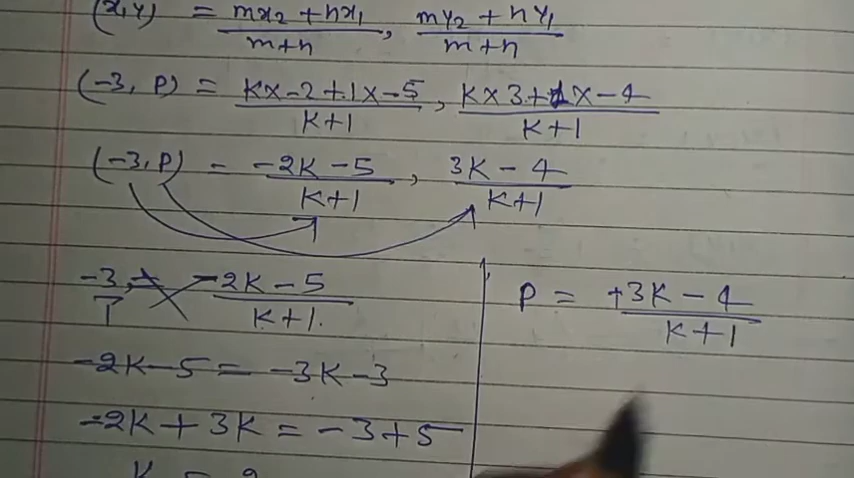 (x,y) = mx₂ + nx₁ / m+n , my₂ + ny₁ / m+n
(-3, P) = K×-2+1×-5 / K+1 , K×3+1×-4 / K+1
(-3, P) = -2K-5 / K+1 , 3K-4 / K+1
-3 / 1 = -2K-5 / K+1.
P = +3K-4 / K+1
-2K-5 = -3K-3
-2K+3K = -3+5
K = 2